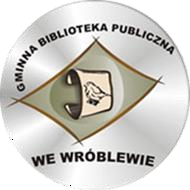 GMINNA BIBLIOTEKA PUBLICZNA
WE WRÓBLEWIE